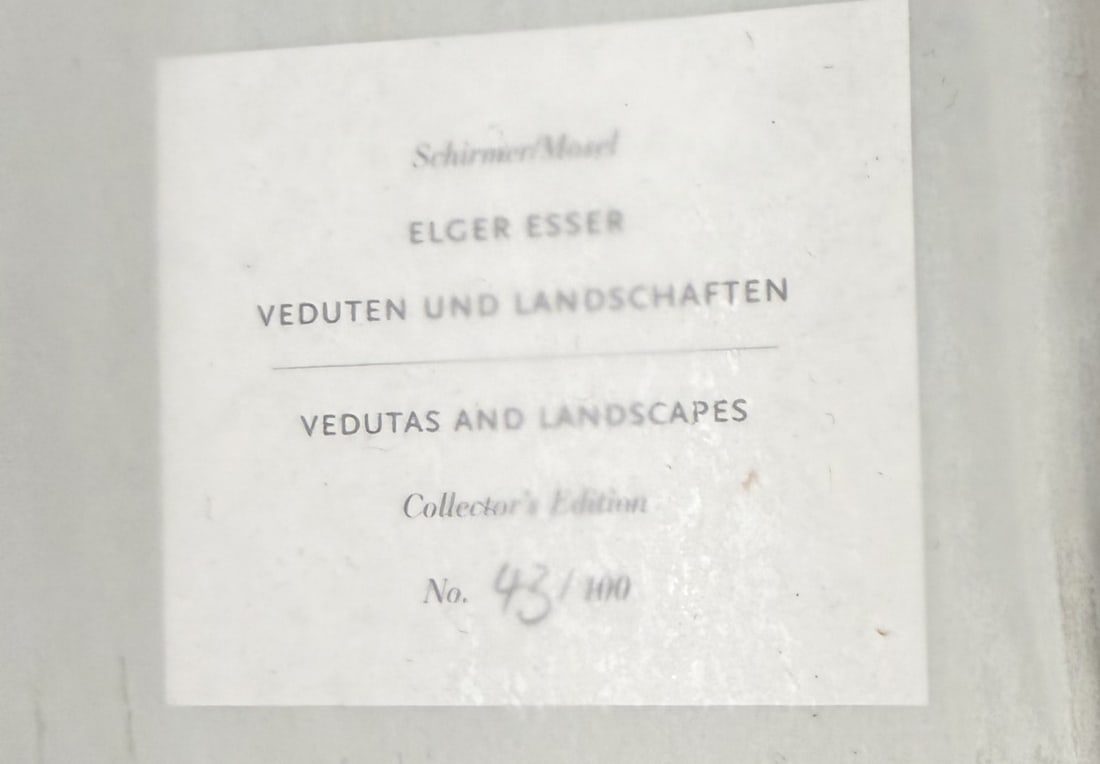 Schirmer/Mosel
ELGER ESSER
VEDUTEN UND LANDSCHAFTEN
VEDUTAS AND LANDSCAPES
Collector's Edition
No. 43/100